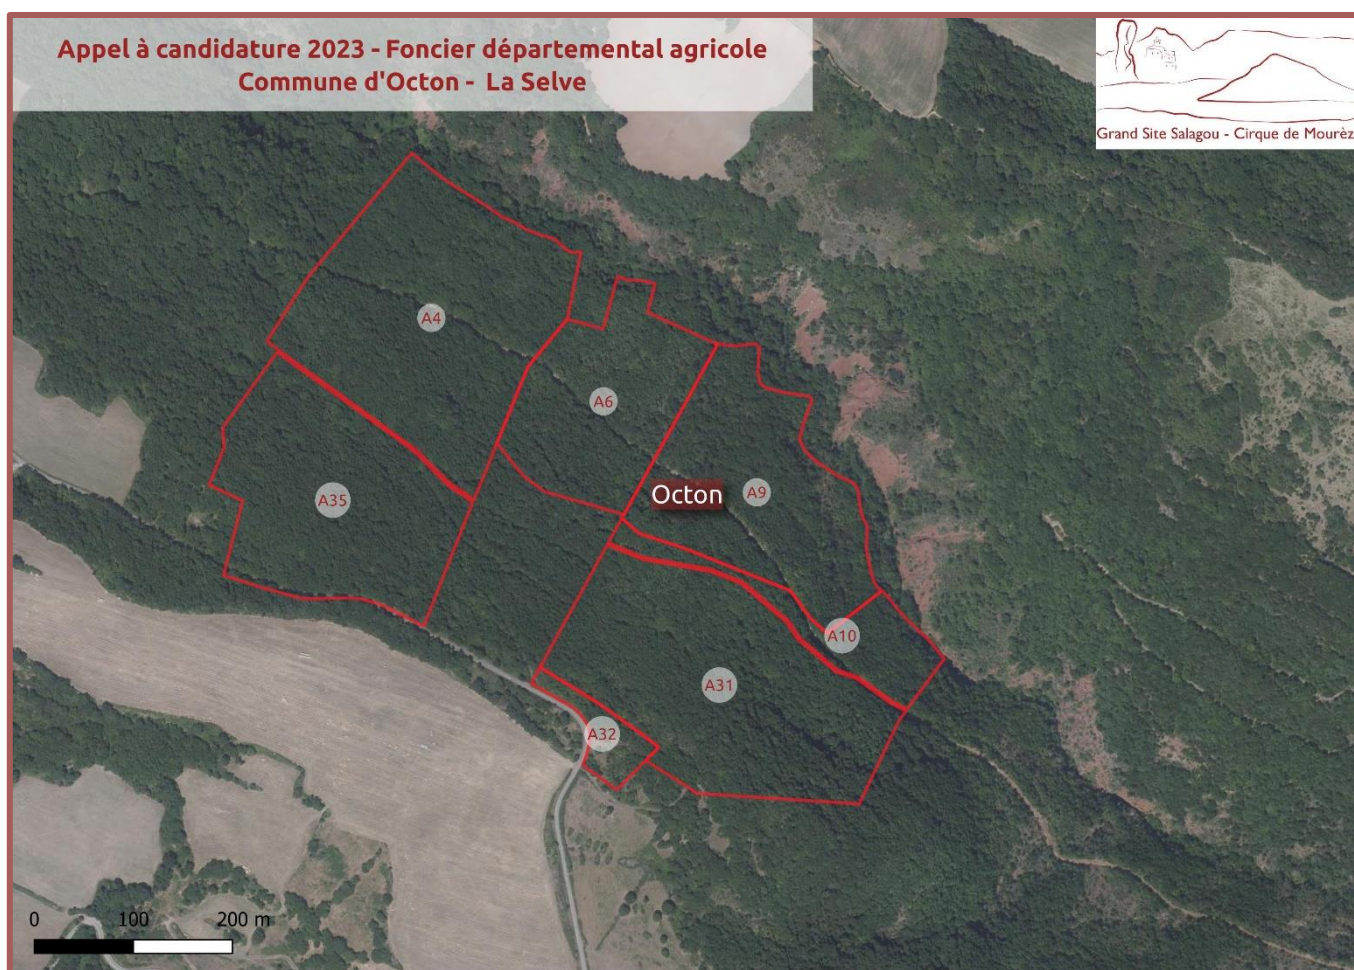 Appel à candidature 2023 - Foncier départemental agricole
Commune d'Octon - La Selve
Grand Site Salagou - Cirque de Mourèz
A4
A6
A35
Octon
A9
A10
A31
A32
0 100 200 m